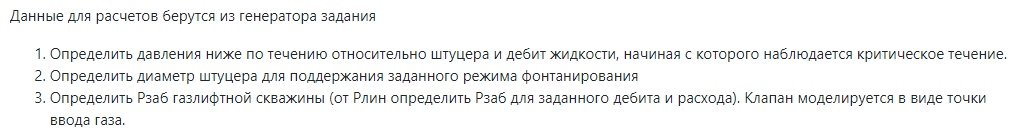 Данные для расчетов берутся из генератора задания
1. Определить давления ниже по течению относительно штуцера и дебит жидкости, начиная с которого наблюдается критическое течение.
2. Определить диаметр штуцера для поддержания заданного режима фонтанирования
3. Определить Рзаб газлифтной скважины (от Рлин определить Рзаб для заданного дебита и расхода). Клапан моделируется в виде точки
ввода газа.